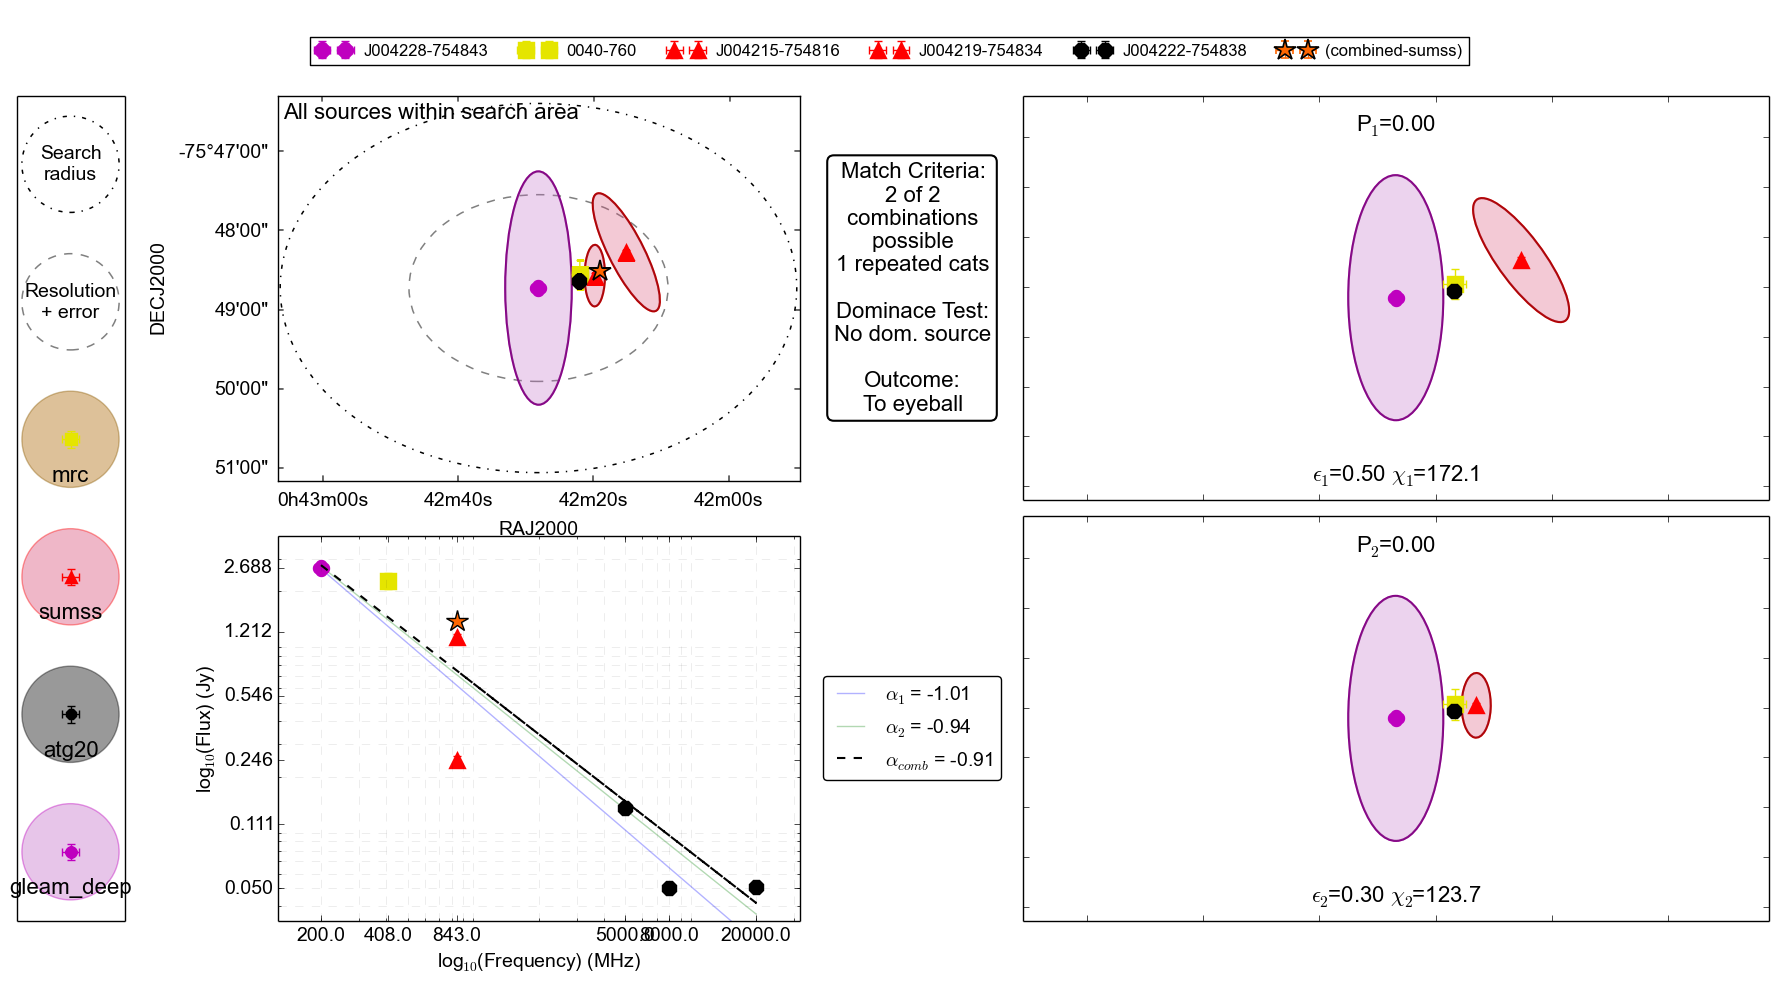 J004228-754843 0040-760 J004215-754816 J004219-754834 J004222-754838 (combined-sumss)
Search
radius
Resolution
+ error
mrc
sumss
atg20
gleam_deep
All sources within search area
DECJ2000
-75°47'00"
48'00"
49'00"
50'00"
51'00"
0h43m00s 42m40s 42m20s 42m00s
RAJ2000
Match Criteria:
2 of 2
combinations
possible
1 repeated cats
Dominace Test:
No dom. source
Outcome:
To eyeball
P1=0.00
ϵ1=0.50 χ1=172.1
log10(Flux) (Jy)
2.688
1.212
0.546
0.246
0.111
0.050
200.0 408.0 843.0 5000.0 8000.0 20000.0
log10(Frequency) (MHz)
α1 = -1.01
α2 = -0.94
αcomb = -0.91
P2=0.00
ϵ2=0.30 χ2=123.7